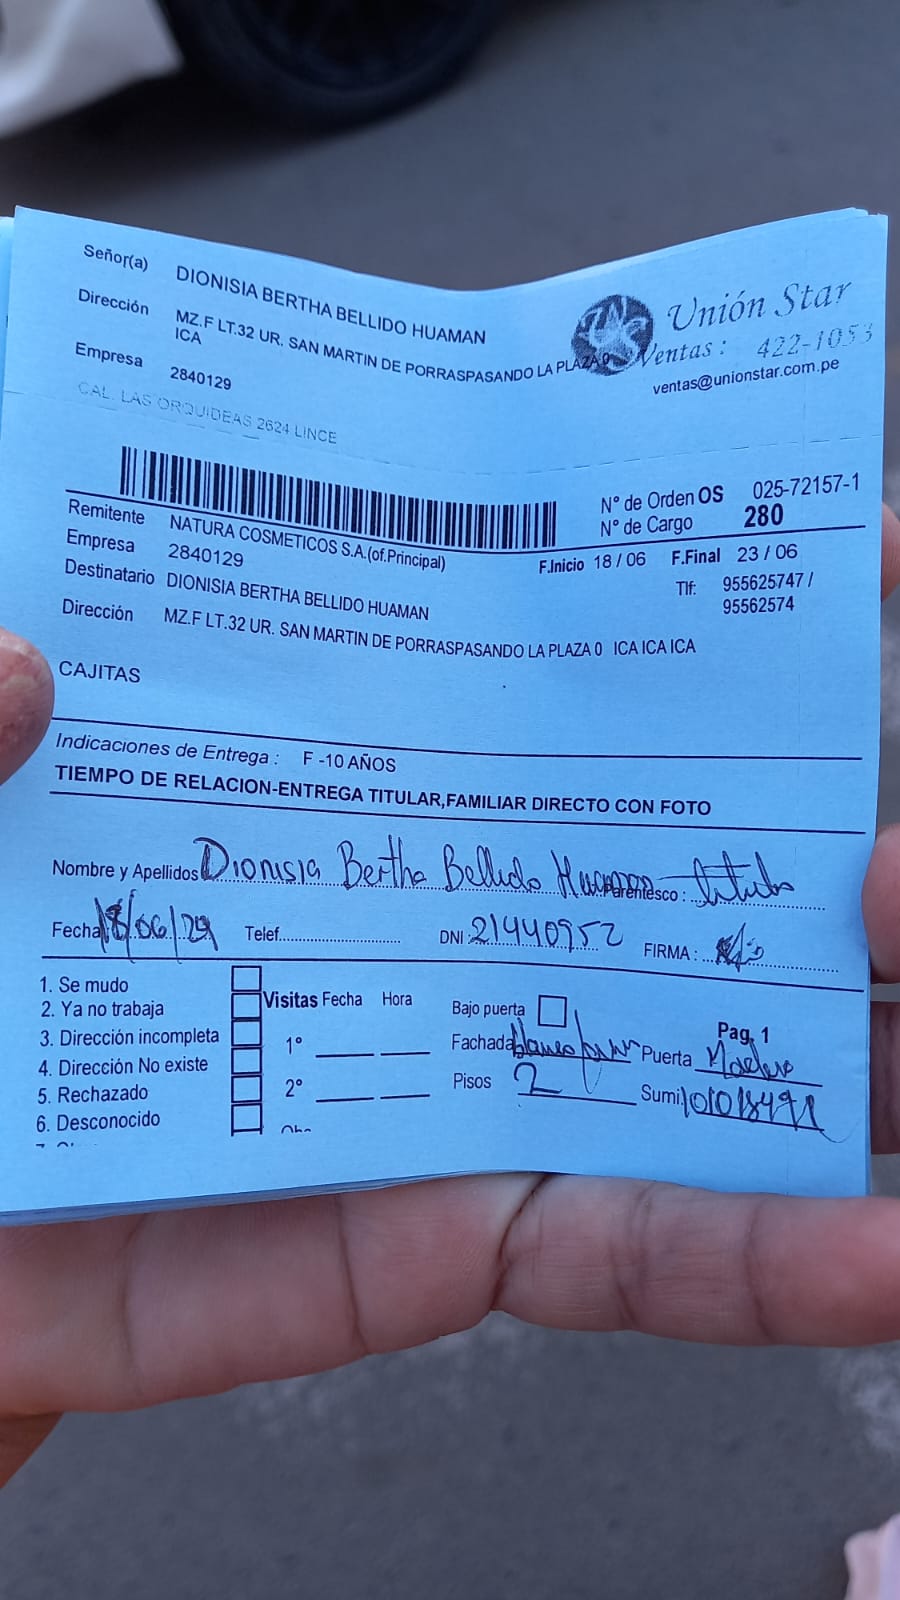 Señor(a) DIONISIA BERTHA BELLIDO HUAMAN
Dirección MZ.F LT.32 UR. SAN MARTIN DE PORRASPASANDO LA PLAZA 0
ICA
Empresa 2840129
CAL. LAS ORQUIDEAS 2624 LINCE
Unión Star
Ventas : 422-1053
ventas@unionstar.com.pe
N° de Orden OS 025-72157-1
N° de Cargo 280
Remitente NATURA COSMETICOS S.A.(of.Principal)
F.Inicio 18 / 06 F.Final 23 / 06
Empresa 2840129
Tlf: 955625747 /
95562574
Destinatario DIONISIA BERTHA BELLIDO HUAMAN
Dirección MZ.F LT.32 UR. SAN MARTIN DE PORRASPASANDO LA PLAZA 0 ICA ICA ICA
CAJITAS
Indicaciones de Entrega : F -10 AÑOS
TIEMPO DE RELACION-ENTREGA TITULAR,FAMILIAR DIRECTO CON FOTO
Nombre y Apellidos Dionisia Bertha Bellido Huaman Parentesco : titular
Fecha 18/06/24 Telef. DNI 21440952 FIRMA :
1. Se mudo
2. Ya no trabaja
3. Dirección incompleta
4. Dirección No existe
5. Rechazado
6. Desconocido
Visitas Fecha Hora
1°
2°
Bajo puerta
Pag. 1
Fachada blanco Puerta Madera
Pisos 2 Sumi